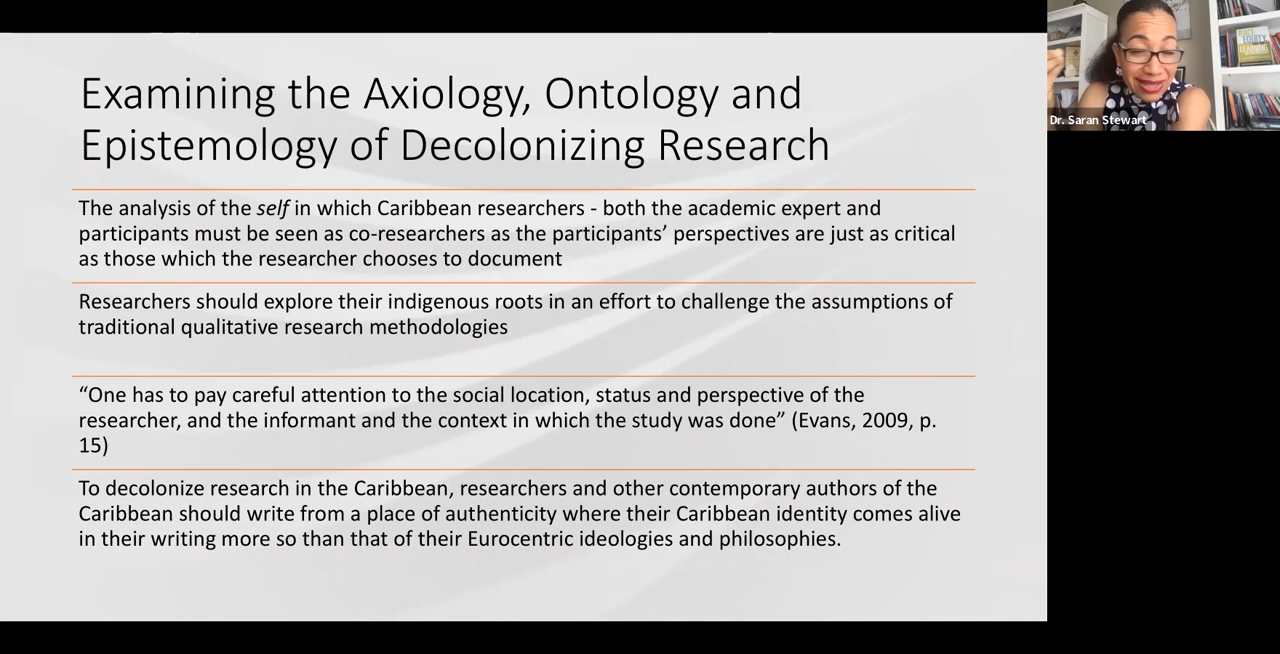 Examining the Axiology, Ontology and
Epistemology of Decolonizing Research
The analysis of the self in which Caribbean researchers - both the academic expert and
participants must be seen as co-researchers as the participants’ perspectives are just as critical
as those which the researcher chooses to document
Researchers should explore their indigenous roots in an effort to challenge the assumptions of
traditional qualitative research methodologies
“One has to pay careful attention to the social location, status and perspective of the
researcher, and the informant and the context in which the study was done” (Evans, 2009, p.
15)
To decolonize research in the Caribbean, researchers and other contemporary authors of the
Caribbean should write from a place of authenticity where their Caribbean identity comes alive
in their writing more so than that of their Eurocentric ideologies and philosophies.
Dr. Saran Stewart
EQUITY
LEARNING